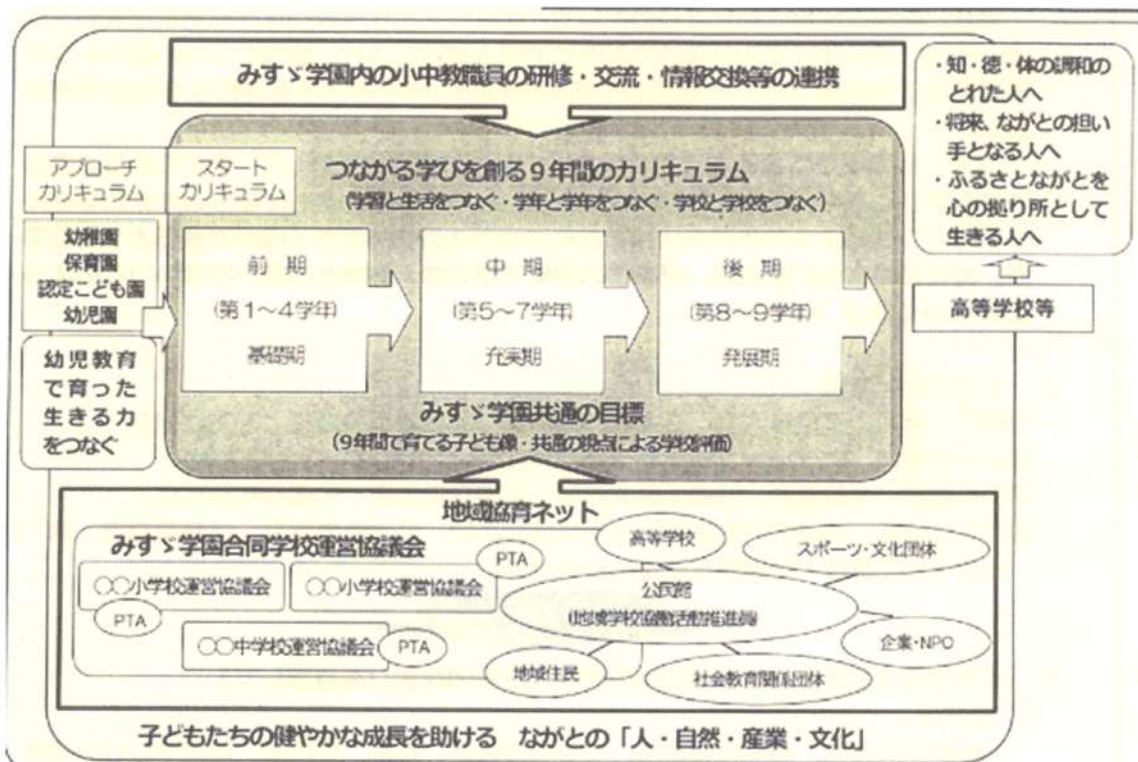 みすゞ学園内の小中教職員の研修・交流・情報交換等の連携
・知・徳・体の調和の
とれた人へ
・将来、ながとの担い
手となる人へ
・ふるさとながとを
心の拠り所として
生きる人へ
アプローチ
カリキュラム
スタート
カリキュラム
つながる学びを創る9年間のカリキュラム
(学習と生活をつなぐ・学年と学年をつなぐ・学校と学校をつなぐ)
幼稚園
保育園
認定こども園
幼児園
前期
(第1～4学年)
基礎期
中期
(第5～7学年)
充実期
後期
(第8～9学年)
発展期
高等学校等
幼児教育
で育った
生きる力
をつなぐ
みすゞ学園共通の目標
(9年間で育てる子ども像・共通の視点による学校評価)
地域協育ネット
みすゞ学園合同学校運営協議会
〇〇小学校運営協議会
〇〇小学校運営協議会
PTA
PTA
〇〇中学校運営協議会
PTA
高等学校
スポーツ・文化団体
公民館
(地域学校協働活動推進員)
企業・NPO
地域住民
社会教育関係団体
子どもたちの健やかな成長を助ける ながとの「人・自然・産業・文化」